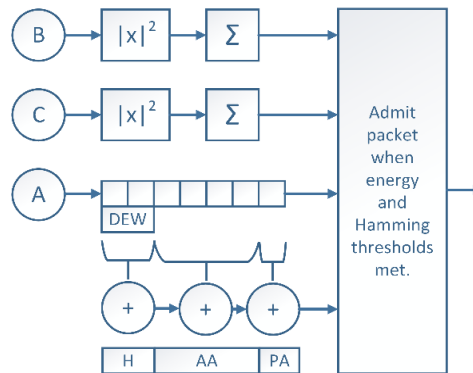 B
|x|²
Σ
C
|x|²
Σ
A
DEW
+
+
+
H
AA
PA
Admit
packet
when
energy
and
Hamming
thresholds
met.